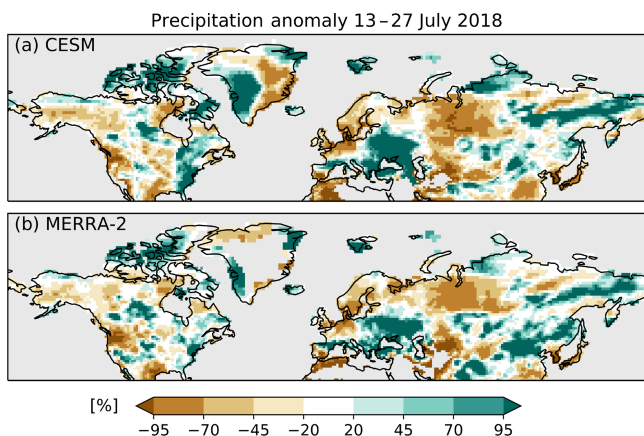 Precipitation anomaly 13–27 July 2018
(a) CESM
(b) MERRA-2
[%]
−95 −70 −45 −20 20 45 70 95